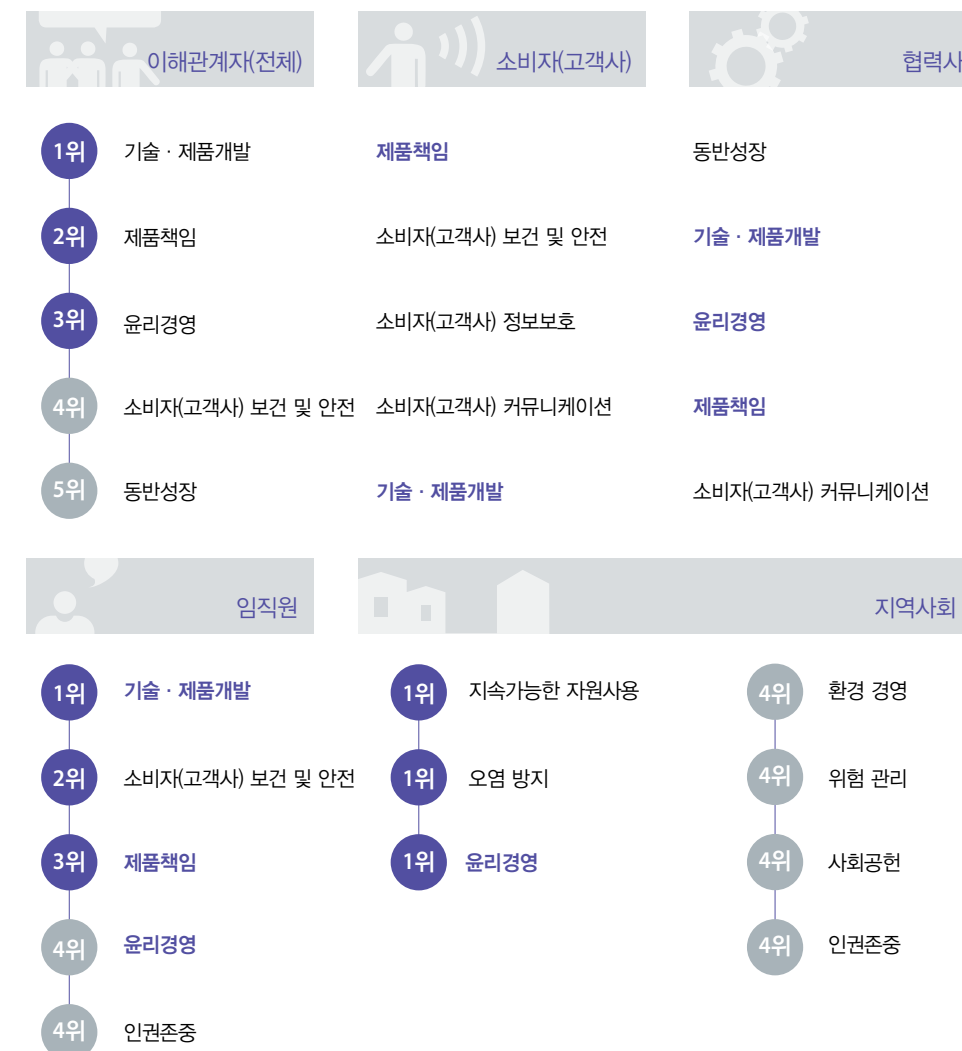 이해관계자(전체)
소비자(고객사)
협력사
1위 기술 · 제품개발 제품책임 동반성장
2위 제품책임 소비자(고객사) 보건 및 안전 기술 · 제품개발
3위 윤리경영 소비자(고객사) 정보보호 윤리경영
4위 소비자(고객사) 보건 및 안전 소비자(고객사) 커뮤니케이션 제품책임
5위 동반성장 기술 · 제품개발 소비자(고객사) 커뮤니케이션
임직원
지역사회
1위 기술 · 제품개발 1위 지속가능한 자원사용 4위 환경 경영
2위 소비자(고객사) 보건 및 안전 1위 오염 방지 4위 위험 관리
3위 제품책임 1위 윤리경영 4위 사회공헌
4위 윤리경영 4위 인권존중
4위 인권존중